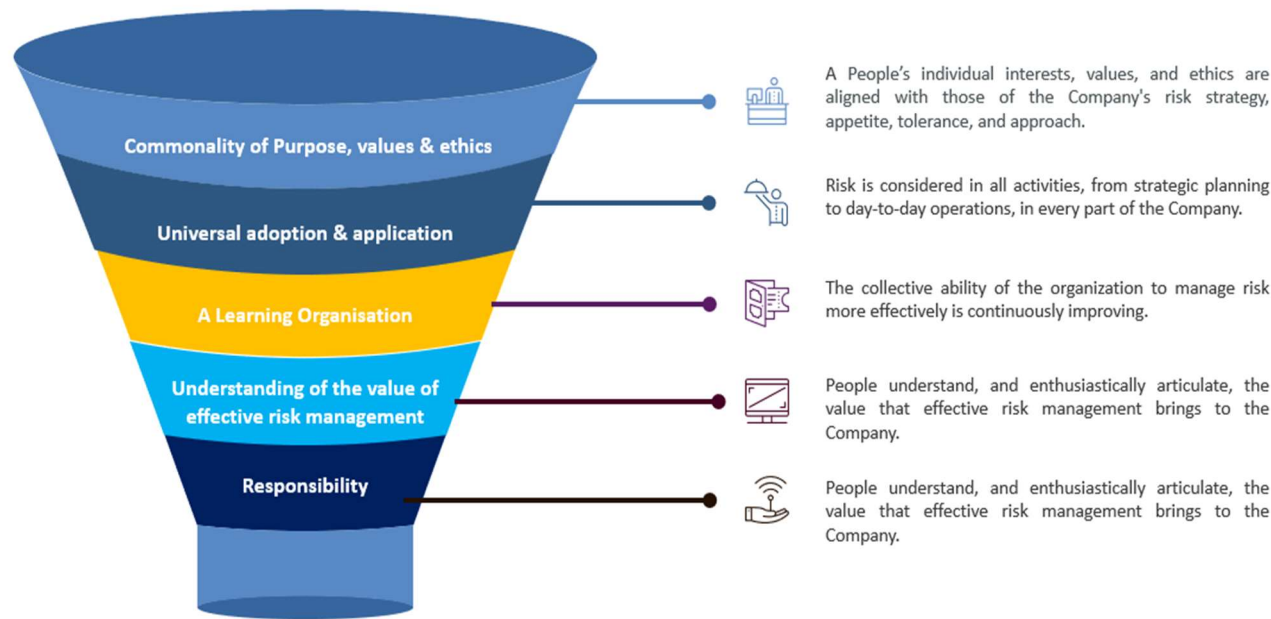 Commonality of Purpose, values & ethics
A People's individual interests, values, and ethics are
aligned with those of the Company's risk strategy,
appetite, tolerance, and approach.
Universal adoption & application
Risk is considered in all activities, from strategic planning
to day-to-day operations, in every part of the Company.
A Learning Organisation
The collective ability of the organization to manage risk
more effectively is continuously improving.
Understanding of the value of
effective risk management
People understand, and enthusiastically articulate, the
value that effective risk management brings to the
Company.
Responsibility
People understand, and enthusiastically articulate, the
value that effective risk management brings to the
Company.